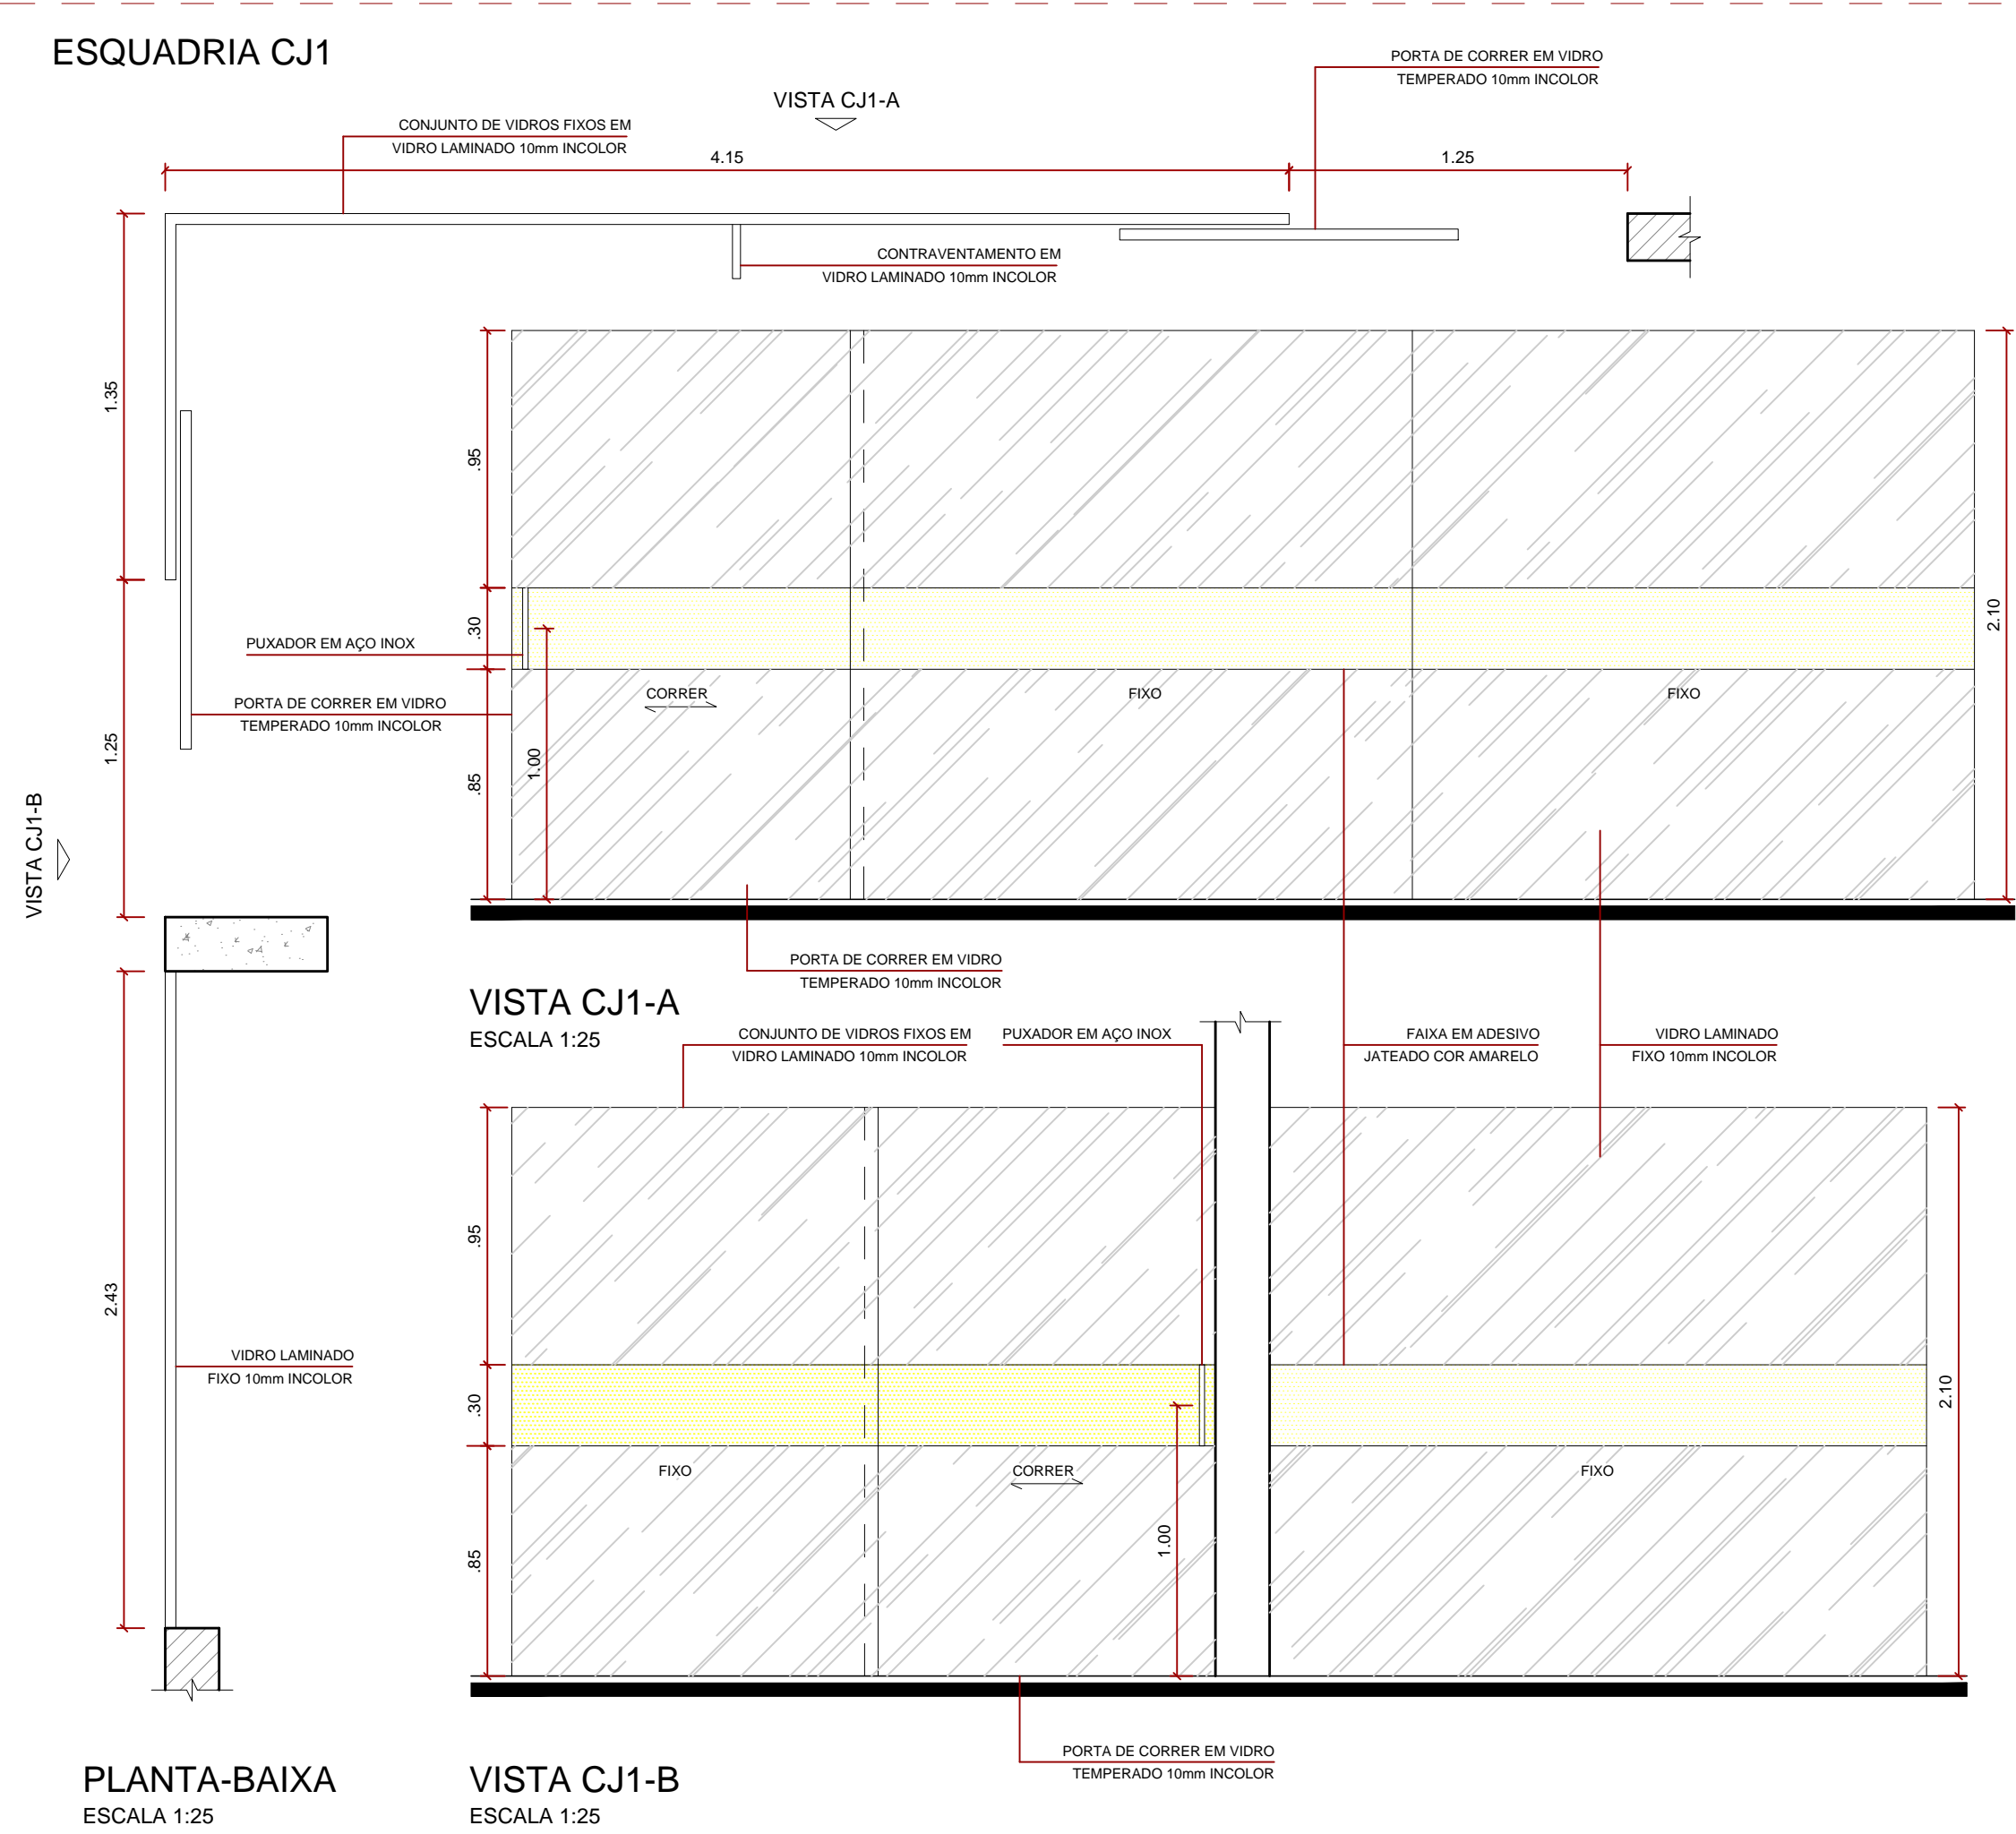 ESQUADRIA CJ1
PORTA DE CORRER EM VIDRO
TEMPERADO 10mm INCOLOR
VISTA CJ1-A
CONJUNTO DE VIDROS FIXOS EM
VIDRO LAMINADO 10mm INCOLOR
4.15
1.25
CONTRAVENTAMENTO EM
VIDRO LAMINADO 10mm INCOLOR
1.35
.95
.30
2.10
PUXADOR EM AÇO INOX
PORTA DE CORRER EM VIDRO
TEMPERADO 10mm INCOLOR
CORRER
FIXO
FIXO
1.25
1.00
.85
VISTA CJ1-B
PORTA DE CORRER EM VIDRO
TEMPERADO 10mm INCOLOR
VISTA CJ1-A
ESCALA 1:25
CONJUNTO DE VIDROS FIXOS EM
VIDRO LAMINADO 10mm INCOLOR
PUXADOR EM AÇO INOX
FAIXA EM ADESIVO
JATEADO COR AMARELO
VIDRO LAMINADO
FIXO 10mm INCOLOR
.95
2.43
VIDRO LAMINADO
FIXO 10mm INCOLOR
.30
2.10
FIXO
CORRER
FIXO
1.00
.85
PORTA DE CORRER EM VIDRO
TEMPERADO 10mm INCOLOR
PLANTA-BAIXA
ESCALA 1:25
VISTA CJ1-B
ESCALA 1:25